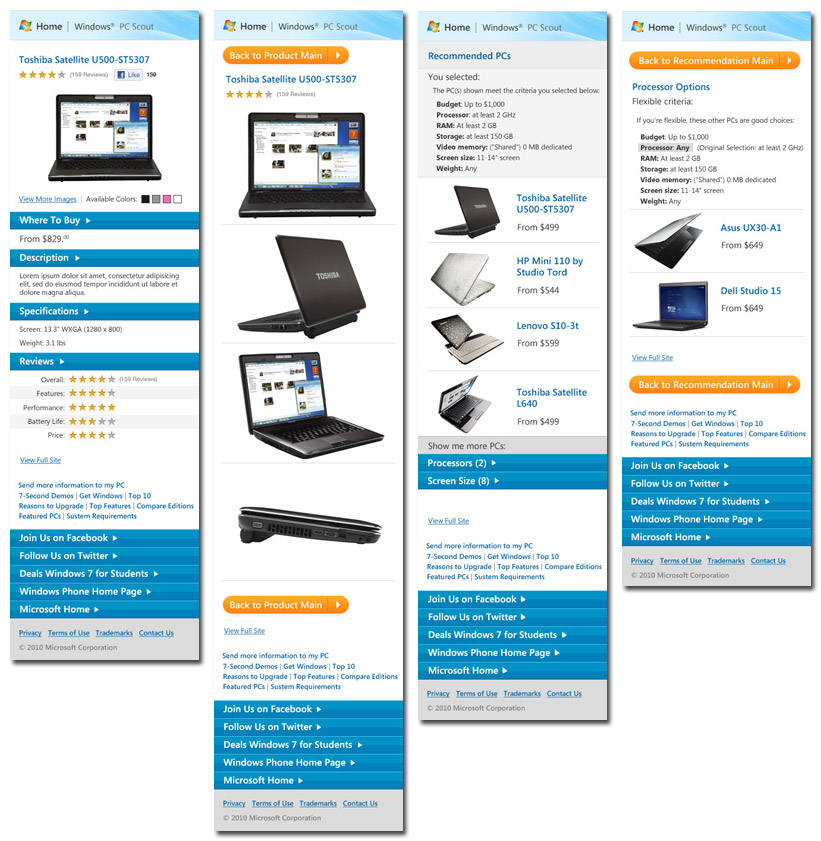 Home | Windows® PC Scout
Toshiba Satellite U500-ST5307
(159 Reviews) Like 159
View More Images | Available Colors:
Where To Buy
From $829.00
Description
Lorem ipsum dolor sit amet, consectetur adipisicing
elit, sed do eiusmod tempor incididunt ut labore et
dolore magna aliqua.
Specifications
Screen: 13.3" WXGA (1280 x 800)
Weight: 3.1 lbs
Reviews
Overall: (159 Reviews)
Features:
Performance:
Battery Life:
Price:
View Full Site
Send more information to my PC
7-Second Demos | Get Windows | Top 10
Reasons to Upgrade | Top Features | Compare Editions
Featured PCs | Sustem Requirements
Join Us on Facebook
Follow Us on Twitter
Deals Windows 7 for Students
Windows Phone Home Page
Microsoft Home
Privacy Terms of Use Trademarks Contact Us
© 2010 Microsoft Corporation
Home | Windows® PC Scout
Back to Product Main
Toshiba Satellite U500-ST5307
(159 Reviews)
TOSHIBA
Back to Product Main
View Full Site
Send more information to my PC
7-Second Demos | Get Windows | Top 10
Reasons to Upgrade | Top Features | Compare Editions
Featured PCs | Sustem Requirements
Join Us on Facebook
Follow Us on Twitter
Deals Windows 7 for Students
Windows Phone Home Page
Microsoft Home
Privacy Terms of Use Trademarks Contact Us
© 2010 Microsoft Corporation
Home | Windows® PC Scout
Recommended PCs
You selected:
The PC(s) shown meet the criteria you selected below:
Budget: Up to $1,000
Processor: at least 2 GHz
RAM: At least 2 GB
Storage: at least 150 GB
Video memory: ("Shared") 0 MB dedicated
Screen size: 11-14" screen
Weight: Any
Toshiba Satellite
U500-ST5307
From $499
HP Mini 110 by
Studio Tord
From $544
Lenovo S10-3t
From $599
Toshiba Satellite
L640
From $499
Show me more PCs:
Processors (2)
Screen Size (8)
View Full Site
Send more information to my PC
7-Second Demos | Get Windows | Top 10
Reasons to Upgrade | Top Features | Compare Editions
Featured PCs | Sustem Requirements
Join Us on Facebook
Follow Us on Twitter
Deals Windows 7 for Students
Windows Phone Home Page
Microsoft Home
Privacy Terms of Use Trademarks Contact Us
© 2010 Microsoft Corporation
Home | Windows® PC Scout
Back to Recommendation Main
Processor Options
Flexible criteria:
If you're flexible, these other PCs are good choices:
Budget: Up to $1,000
Processor: Any (Original Selection: at least 2 GHz)
RAM: At least 2 GB
Storage: at least 150 GB
Video memory: ("Shared") 0 MB dedicated
Screen size: 11-14" screen
Weight: Any
Asus UX30-A1
From $649
Dell Studio 15
From $649
View Full Site
Back to Recommendation Main
Send more information to my PC
7-Second Demos | Get Windows | Top 10
Reasons to Upgrade | Top Features | Compare Editions
Featured PCs | System Requirements
Join Us on Facebook
Follow Us on Twitter
Deals Windows 7 for Students
Windows Phone Home Page
Microsoft Home
Privacy Terms of Use Trademarks Contact Us
© 2010 Microsoft Corporation